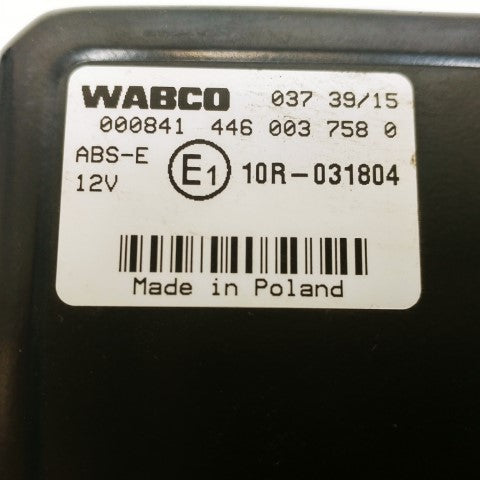 WABCO 037 39/15
000841 446 003 758 0
ABS-E
12V
E1 10R-031804
Made in Poland